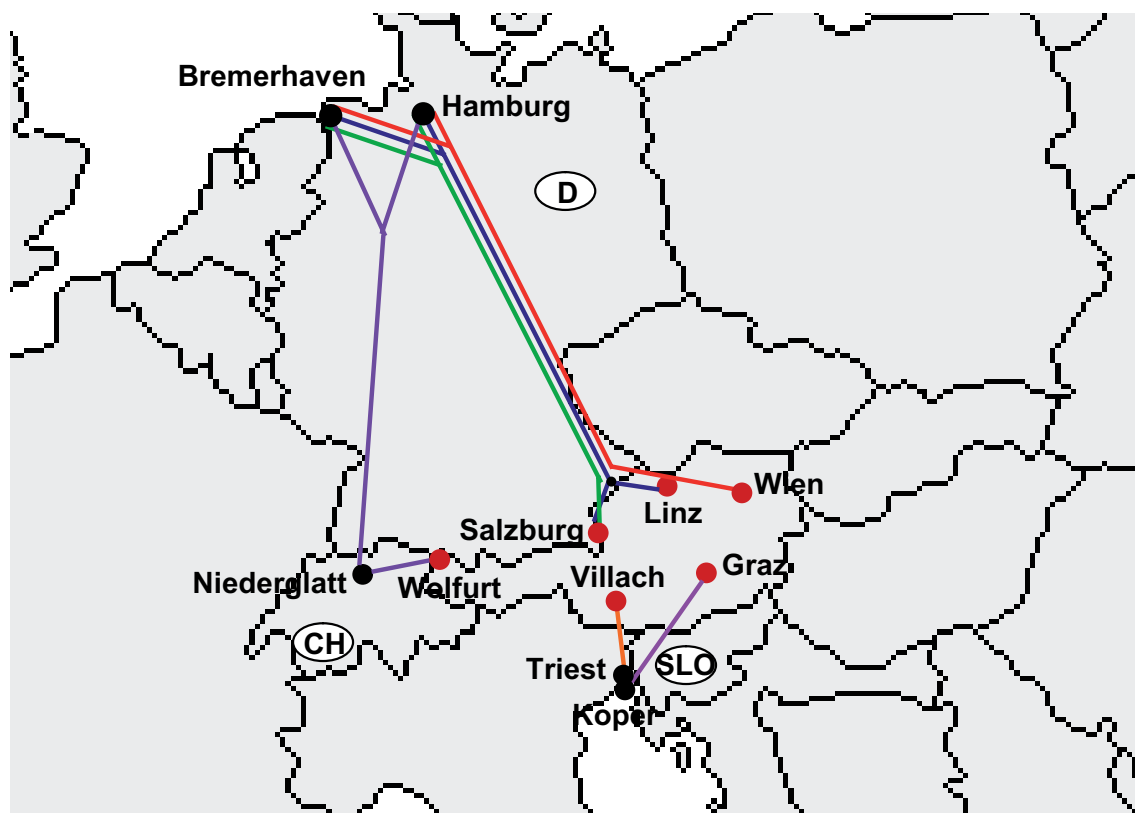 Bremerhaven
Hamburg
D
Wien
Linz
Salzburg
Niederglatt
Wolfurt
Villach
Graz
CH
Triest
SLO
Koper